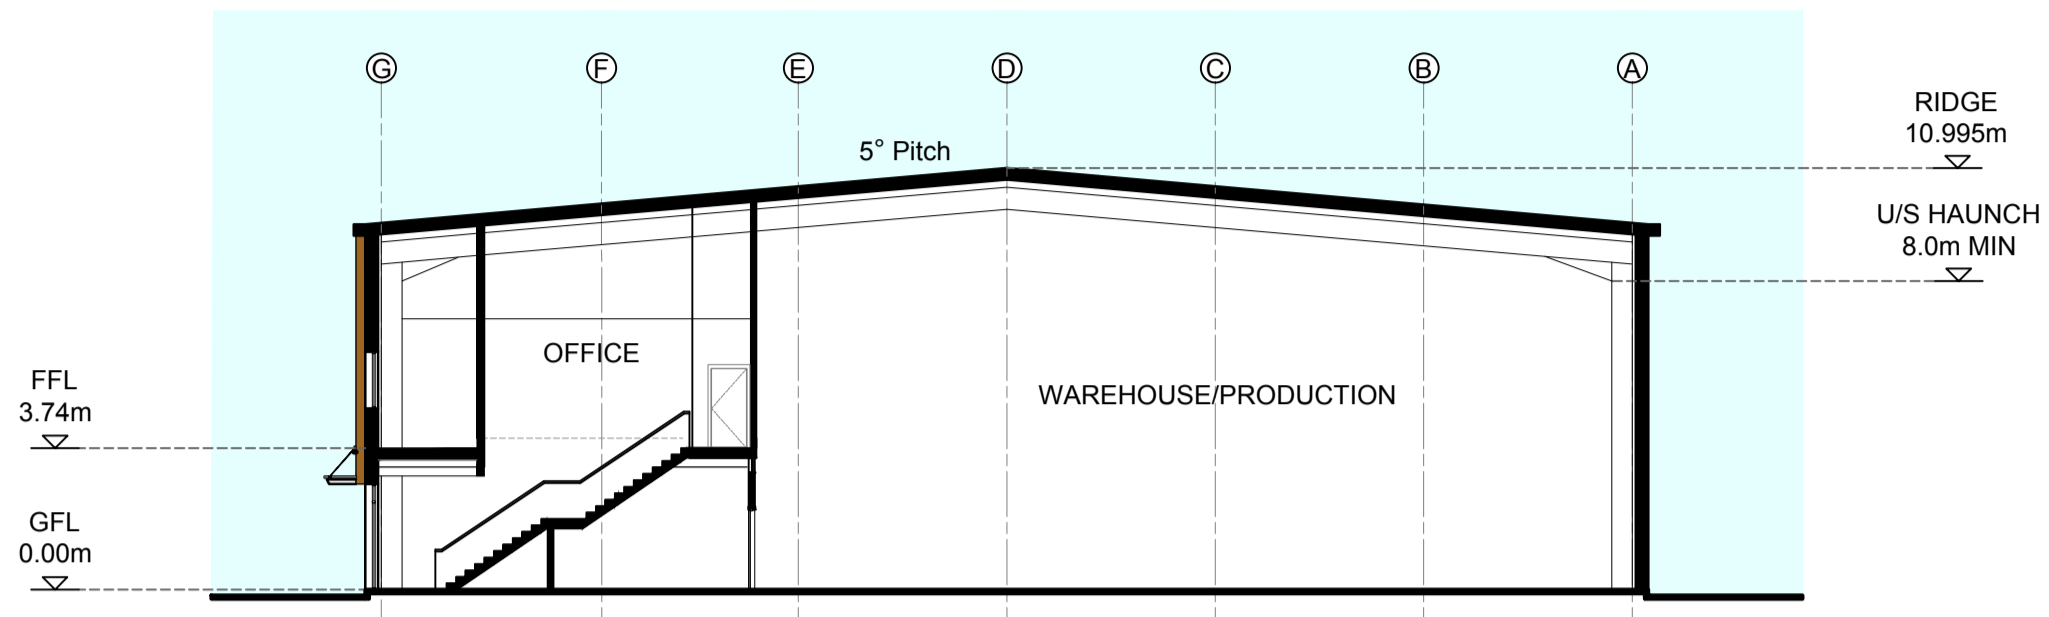 G F E D C B A
RIDGE
10.995m
5° Pitch
U/S HAUNCH
8.0m MIN
OFFICE
FFL
3.74m
WAREHOUSE/PRODUCTION
GFL
0.00m